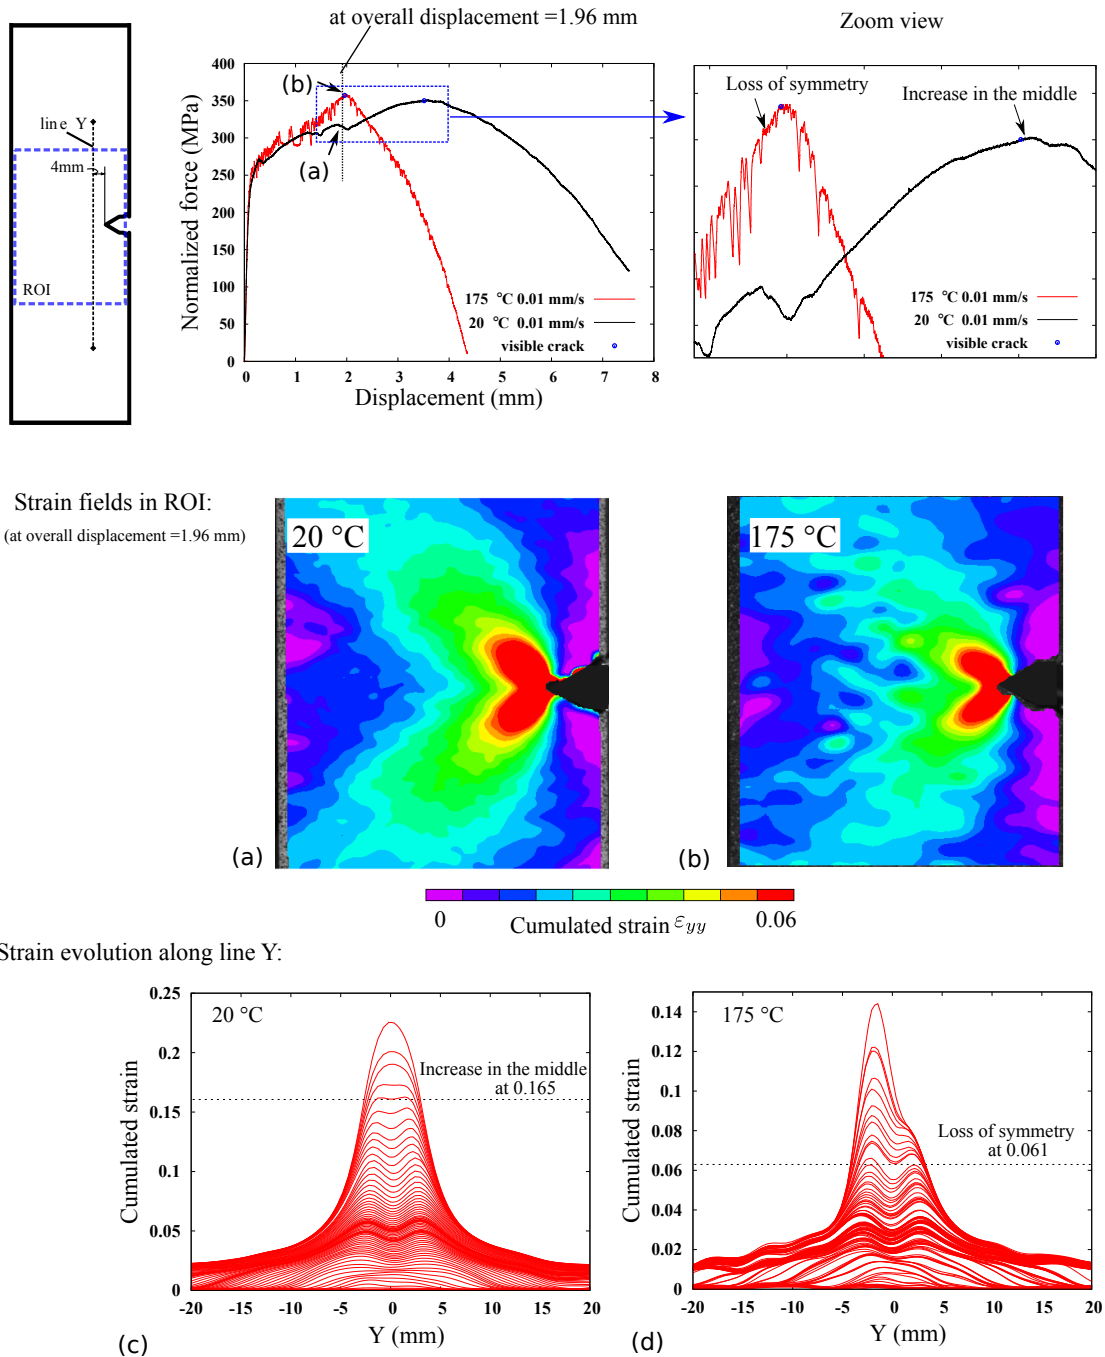 at overall displacement =1.96 mm
Zoom view
line Y
4mm
ROI
Normalized force (MPa)
400
350
300
250
200
150
100
50
0
0 1 2 3 4 5 6 7 8
Displacement (mm)
(b)
(a)
175 °C 0.01 mm/s
20 °C 0.01 mm/s
visible crack
Loss of symmetry
Increase in the middle
175 °C 0.01 mm/s
20 °C 0.01 mm/s
visible crack
Strain fields in ROI:
(at overall displacement =1.96 mm)
20 °C
175 °C
(a)
(b)
0
0.06
Cumulated strain εyy
Strain evolution along line Y:
20 °C
Cumulated strain
0.25
0.2
0.15
0.1
0.05
0
-20 -15 -10 -5 0 5 10 15 20
Y (mm)
Increase in the middle
at 0.165
(c)
175 °C
Cumulated strain
0.14
0.12
0.1
0.08
0.06
0.04
0.02
0
-20 -15 -10 -5 0 5 10 15 20
Y (mm)
Loss of symmetry
at 0.061
(d)